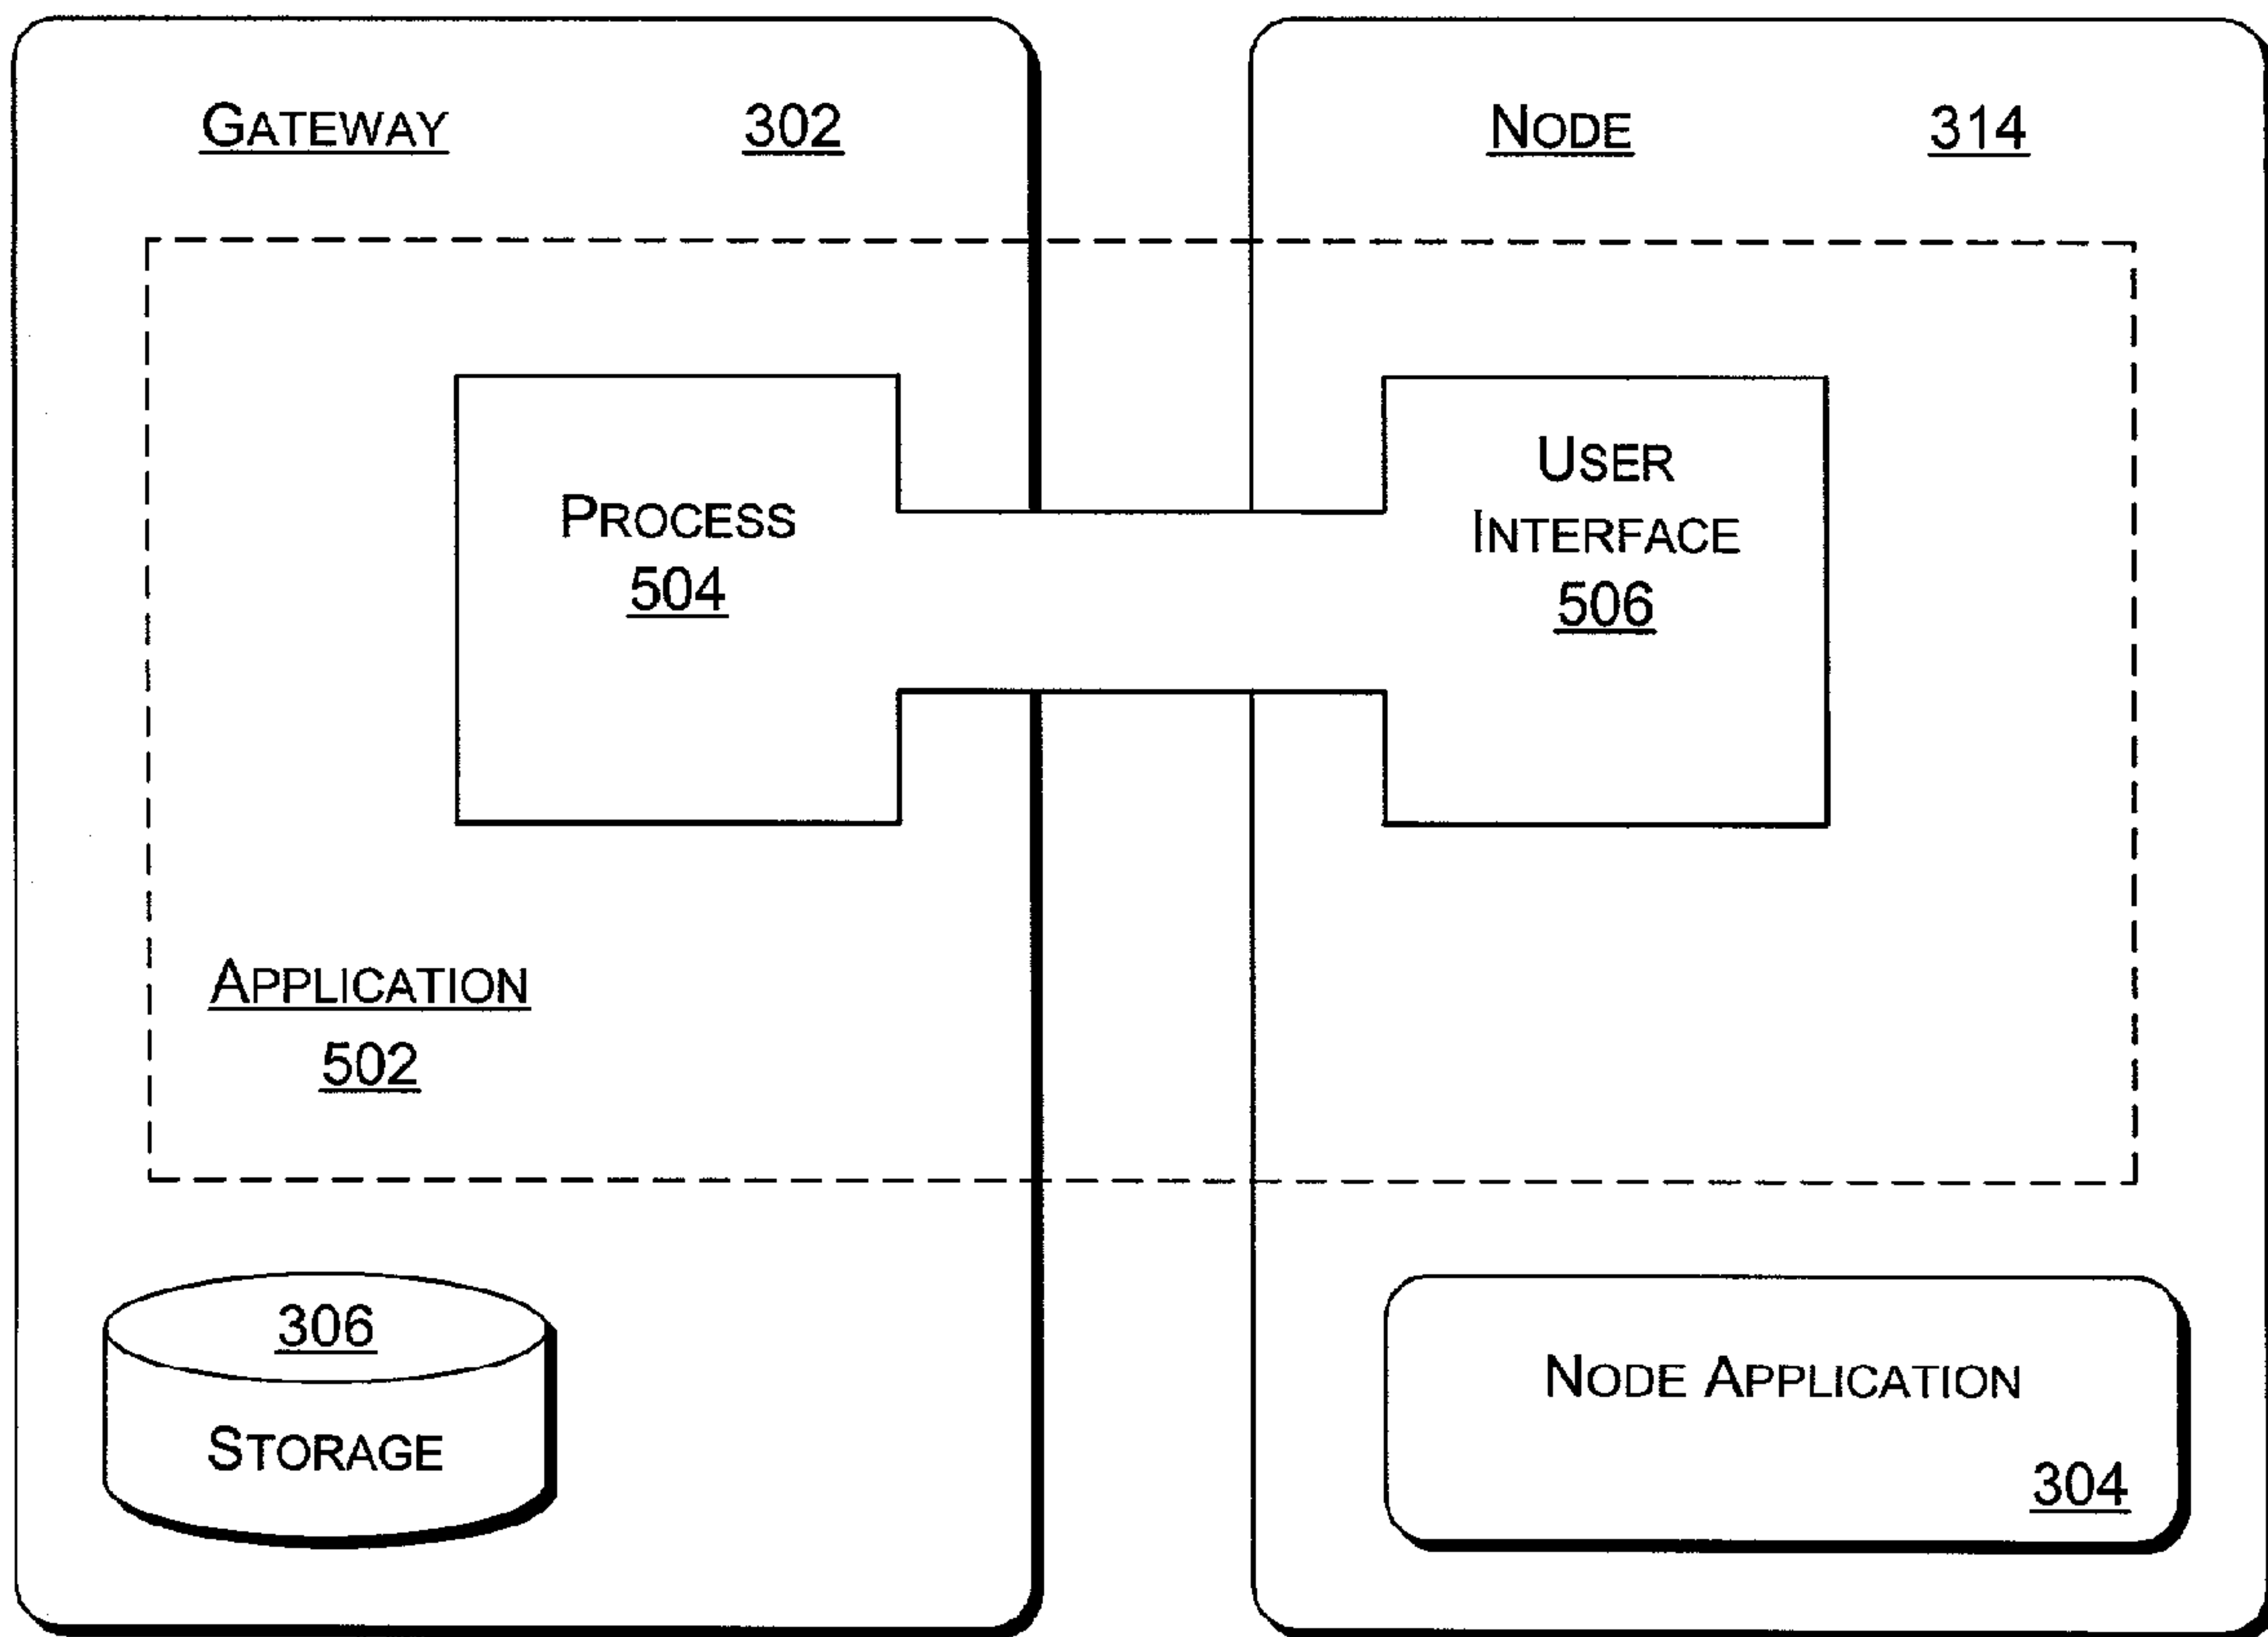 GATEWAY 302
NODE 314
PROCESS
504
USER
INTERFACE
506
APPLICATION
502
306
STORAGE
NODE APPLICATION
304